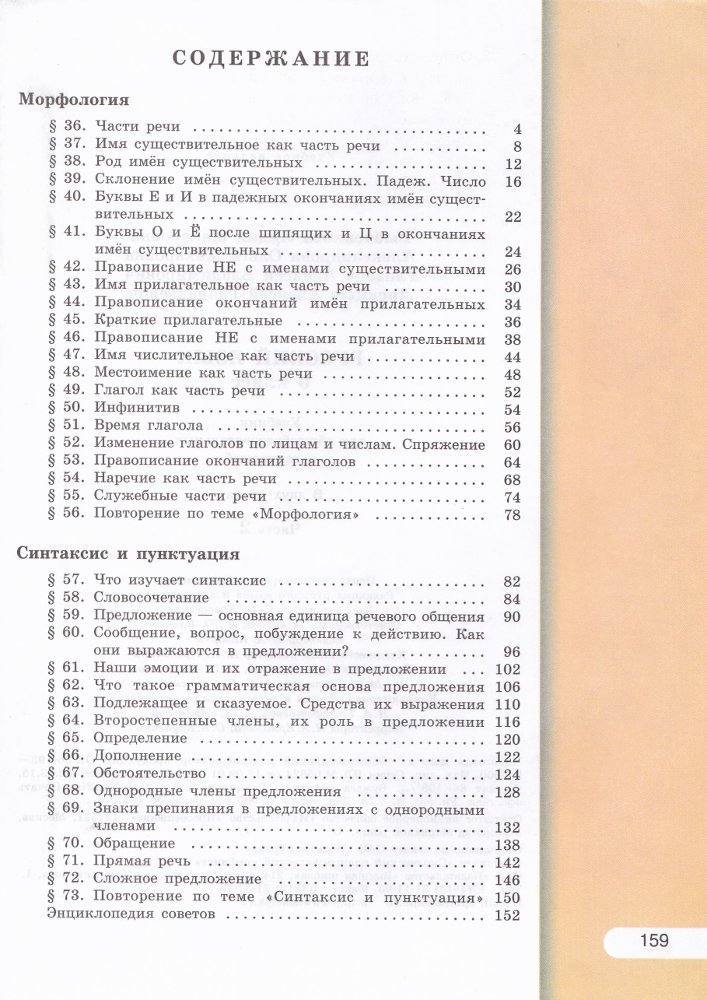 СОДЕРЖАНИЕ
Морфология
§ 36. Части речи .................................... 4
§ 37. Имя существительное как часть речи ........... 8
§ 38. Род имён существительных ..................... 12
§ 39. Склонение имён существительных. Падеж. Число 16
§ 40. Буквы Е и И в падежных окончаниях имён сущест-
вительных ..................................... 22
§ 41. Буквы О и Ё после шипящих и Ц в окончаниях
имён существительных .......................... 24
§ 42. Правописание НЕ с именами существительными 26
§ 43. Имя прилагательное как часть речи ............ 30
§ 44. Правописание окончаний имён прилагательных 34
§ 45. Краткие прилагательные ....................... 36
§ 46. Правописание НЕ с именами прилагательными 38
§ 47. Имя числительное как часть речи .............. 44
§ 48. Местоимение как часть речи ................... 48
§ 49. Глагол как часть речи ........................ 52
§ 50. Инфинитив .................................... 54
§ 51. Время глагола ................................ 56
§ 52. Изменение глаголов по лицам и числам. Спряжение 60
§ 53. Правописание окончаний глаголов .............. 64
§ 54. Наречие как часть речи ....................... 68
§ 55. Служебные части речи ......................... 74
§ 56. Повторение по теме «Морфология» ............. 78
Синтаксис и пунктуация
§ 57. Что изучает синтаксис ........................ 82
§ 58. Словосочетание ............................... 84
§ 59. Предложение — основная единица речевого общения 90
§ 60. Сообщение, вопрос, побуждение к действию. Как
они выражаются в предложении? ................ 96
§ 61. Наши эмоции и их отражение в предложении ... 102
§ 62. Что такое грамматическая основа предложения 106
§ 63. Подлежащее и сказуемое. Средства их выражения 110
§ 64. Второстепенные члены, их роль в предложении 116
§ 65. Определение .................................. 120
§ 66. Дополнение ................................... 122
§ 67. Обстоятельство ............................... 124
§ 68. Однородные члены предложения ................. 128
§ 69. Знаки препинания в предложениях с однородными
членами ...................................... 132
§ 70. Обращение .................................... 138
§ 71. Прямая речь .................................. 142
§ 72. Сложное предложение .......................... 146
§ 73. Повторение по теме «Синтаксис и пунктуация» 150
Энциклопедия советов ............................... 152
159